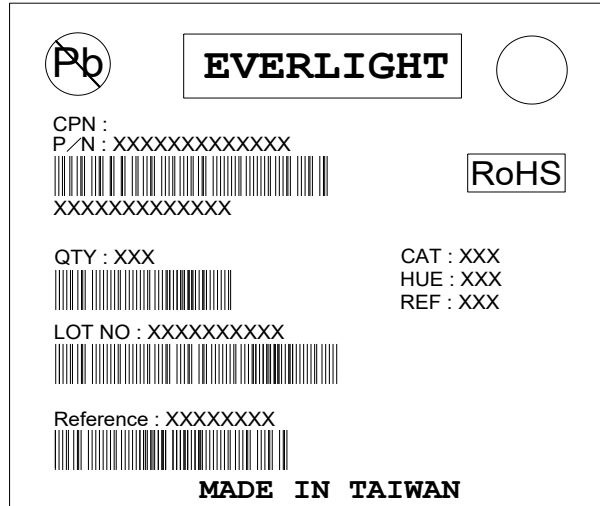 Pb
EVERLIGHT
CPN :
P/N : XXXXXXXXXXXXX
RoHS
XXXXXXXXXXXXX
QTY : XXX
CAT : XXX
HUE : XXX
REF : XXX
LOT NO : XXXXXXXXXX
Reference : XXXXXXXX
MADE IN TAIWAN